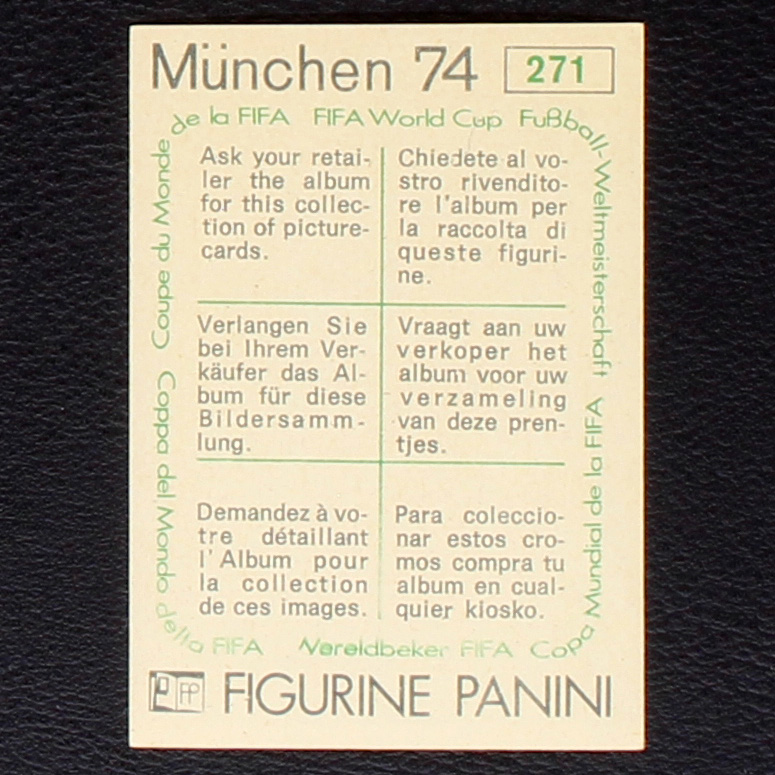 München 74 271
de la FIFA FIFA World Cup Fußball-Weltmeisterschaft
Ask your retai-
ler the album
for this collec-
tion of picture-
cards.
Chiedete al vo-
stro rivendito-
re l'album per
la raccolta di
queste figuri-
ne.
Verlangen Sie
bei Ihrem Ver-
käufer das Al-
bum für diese
Bildersamm-
lung.
Vraagt aan uw
verkoper het
album voor uw
verzameling
van deze pren-
tjes.
Demandez à vo-
tre détaillant
l'Album pour
la collection
de ces images.
Para coleccio-
nar estos cro-
mos compra tu
album en cual-
quier kiosko.
Copa Mundial de la FIFA
Wereldbeker FIFA
Coppa del Mondo della FIFA
Coupe du Monde
FP FIGURINE PANINI